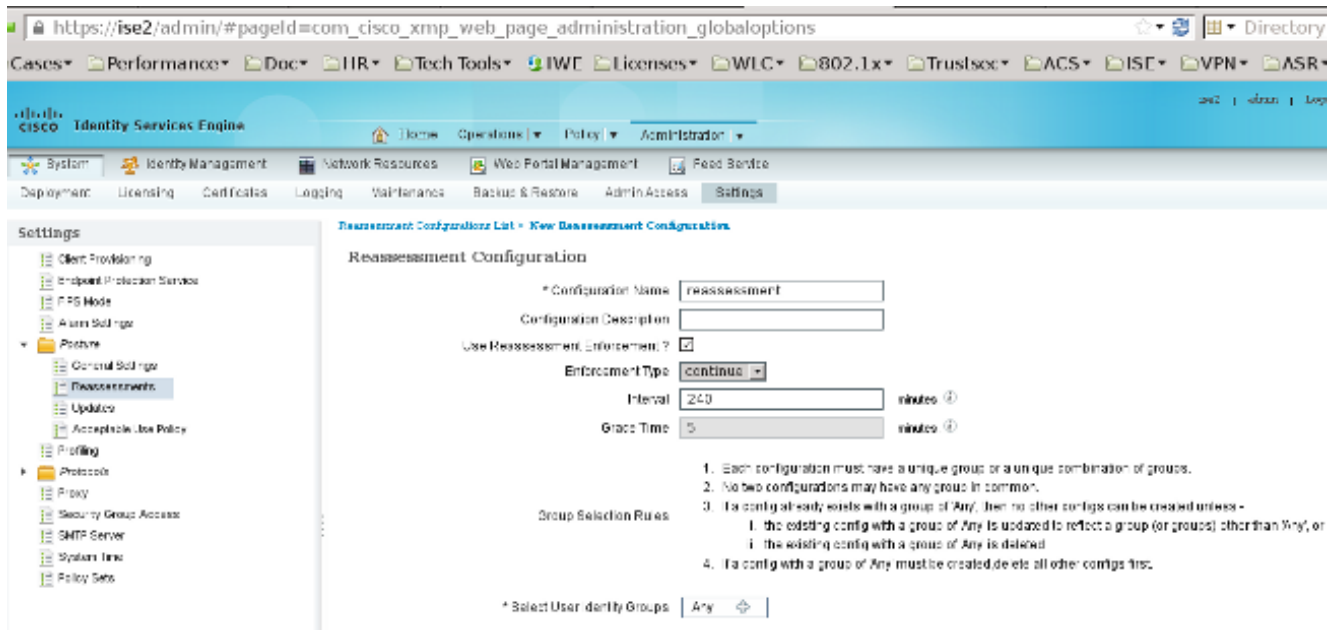 https://ise2/admin/#pageId=com_cisco_xmp_web_page_administration_globaloptions Directory
Cases Performance Doc HR Tech Tools IWE Licenses WLC 802.1x Trustsec ACS ISE VPN ASR
ise2 | admin |
CISCO Identity Services Engine
Home Operations Policy Administration
System Identity Management Network Resources Web Portal Management Feed Service
Deployment Licensing Certificates Logging Maintenance Backup & Restore Admin Access Settings
Settings
Client Provisioning
Endpoint Protection Service
FIPS Mode
Alarm Settings
Posture
General Settings
Reassessments
Updates
Acceptable Use Policy
Profiling
Protocols
Proxy
Security Group Access
SMTP Server
System Time
Policy Sets
Reassessment Configurations List > New Reassessment Configuration
Reassessment Configuration
* Configuration Name reassessment
Configuration Description
Use Reassessment Enforcement ?
Enforcement Type continue
Interval 240 minutes
Grace Time 5 minutes
Group Selection Rules
1. Each configuration must have a unique group or a unique combination of groups.
2. No two configurations may have any group in common.
3. If a config already exists with a group of 'Any', then no other configs can be created unless -
i. the existing config with a group of Any is updated to reflect a group (or groups) other than 'Any', or
i. the existing config with a group of Any is deleted
4. If a config with a group of Any must be created, delete all other configs first.
* Select User Identity Groups Any